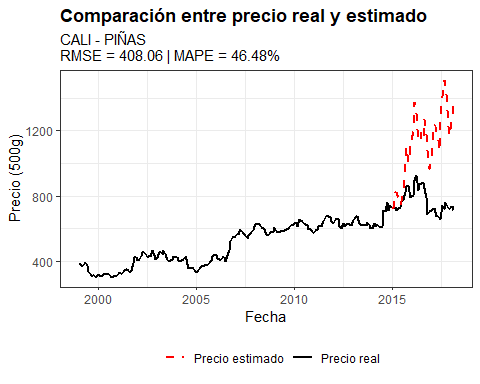 Comparación entre precio real y estimado
CALI - PIÑAS
RMSE = 408.06 | MAPE = 46.48%
Precio (500g)
1200
800
400
2000
2005
2010
2015
Fecha
Precio estimado
Precio real